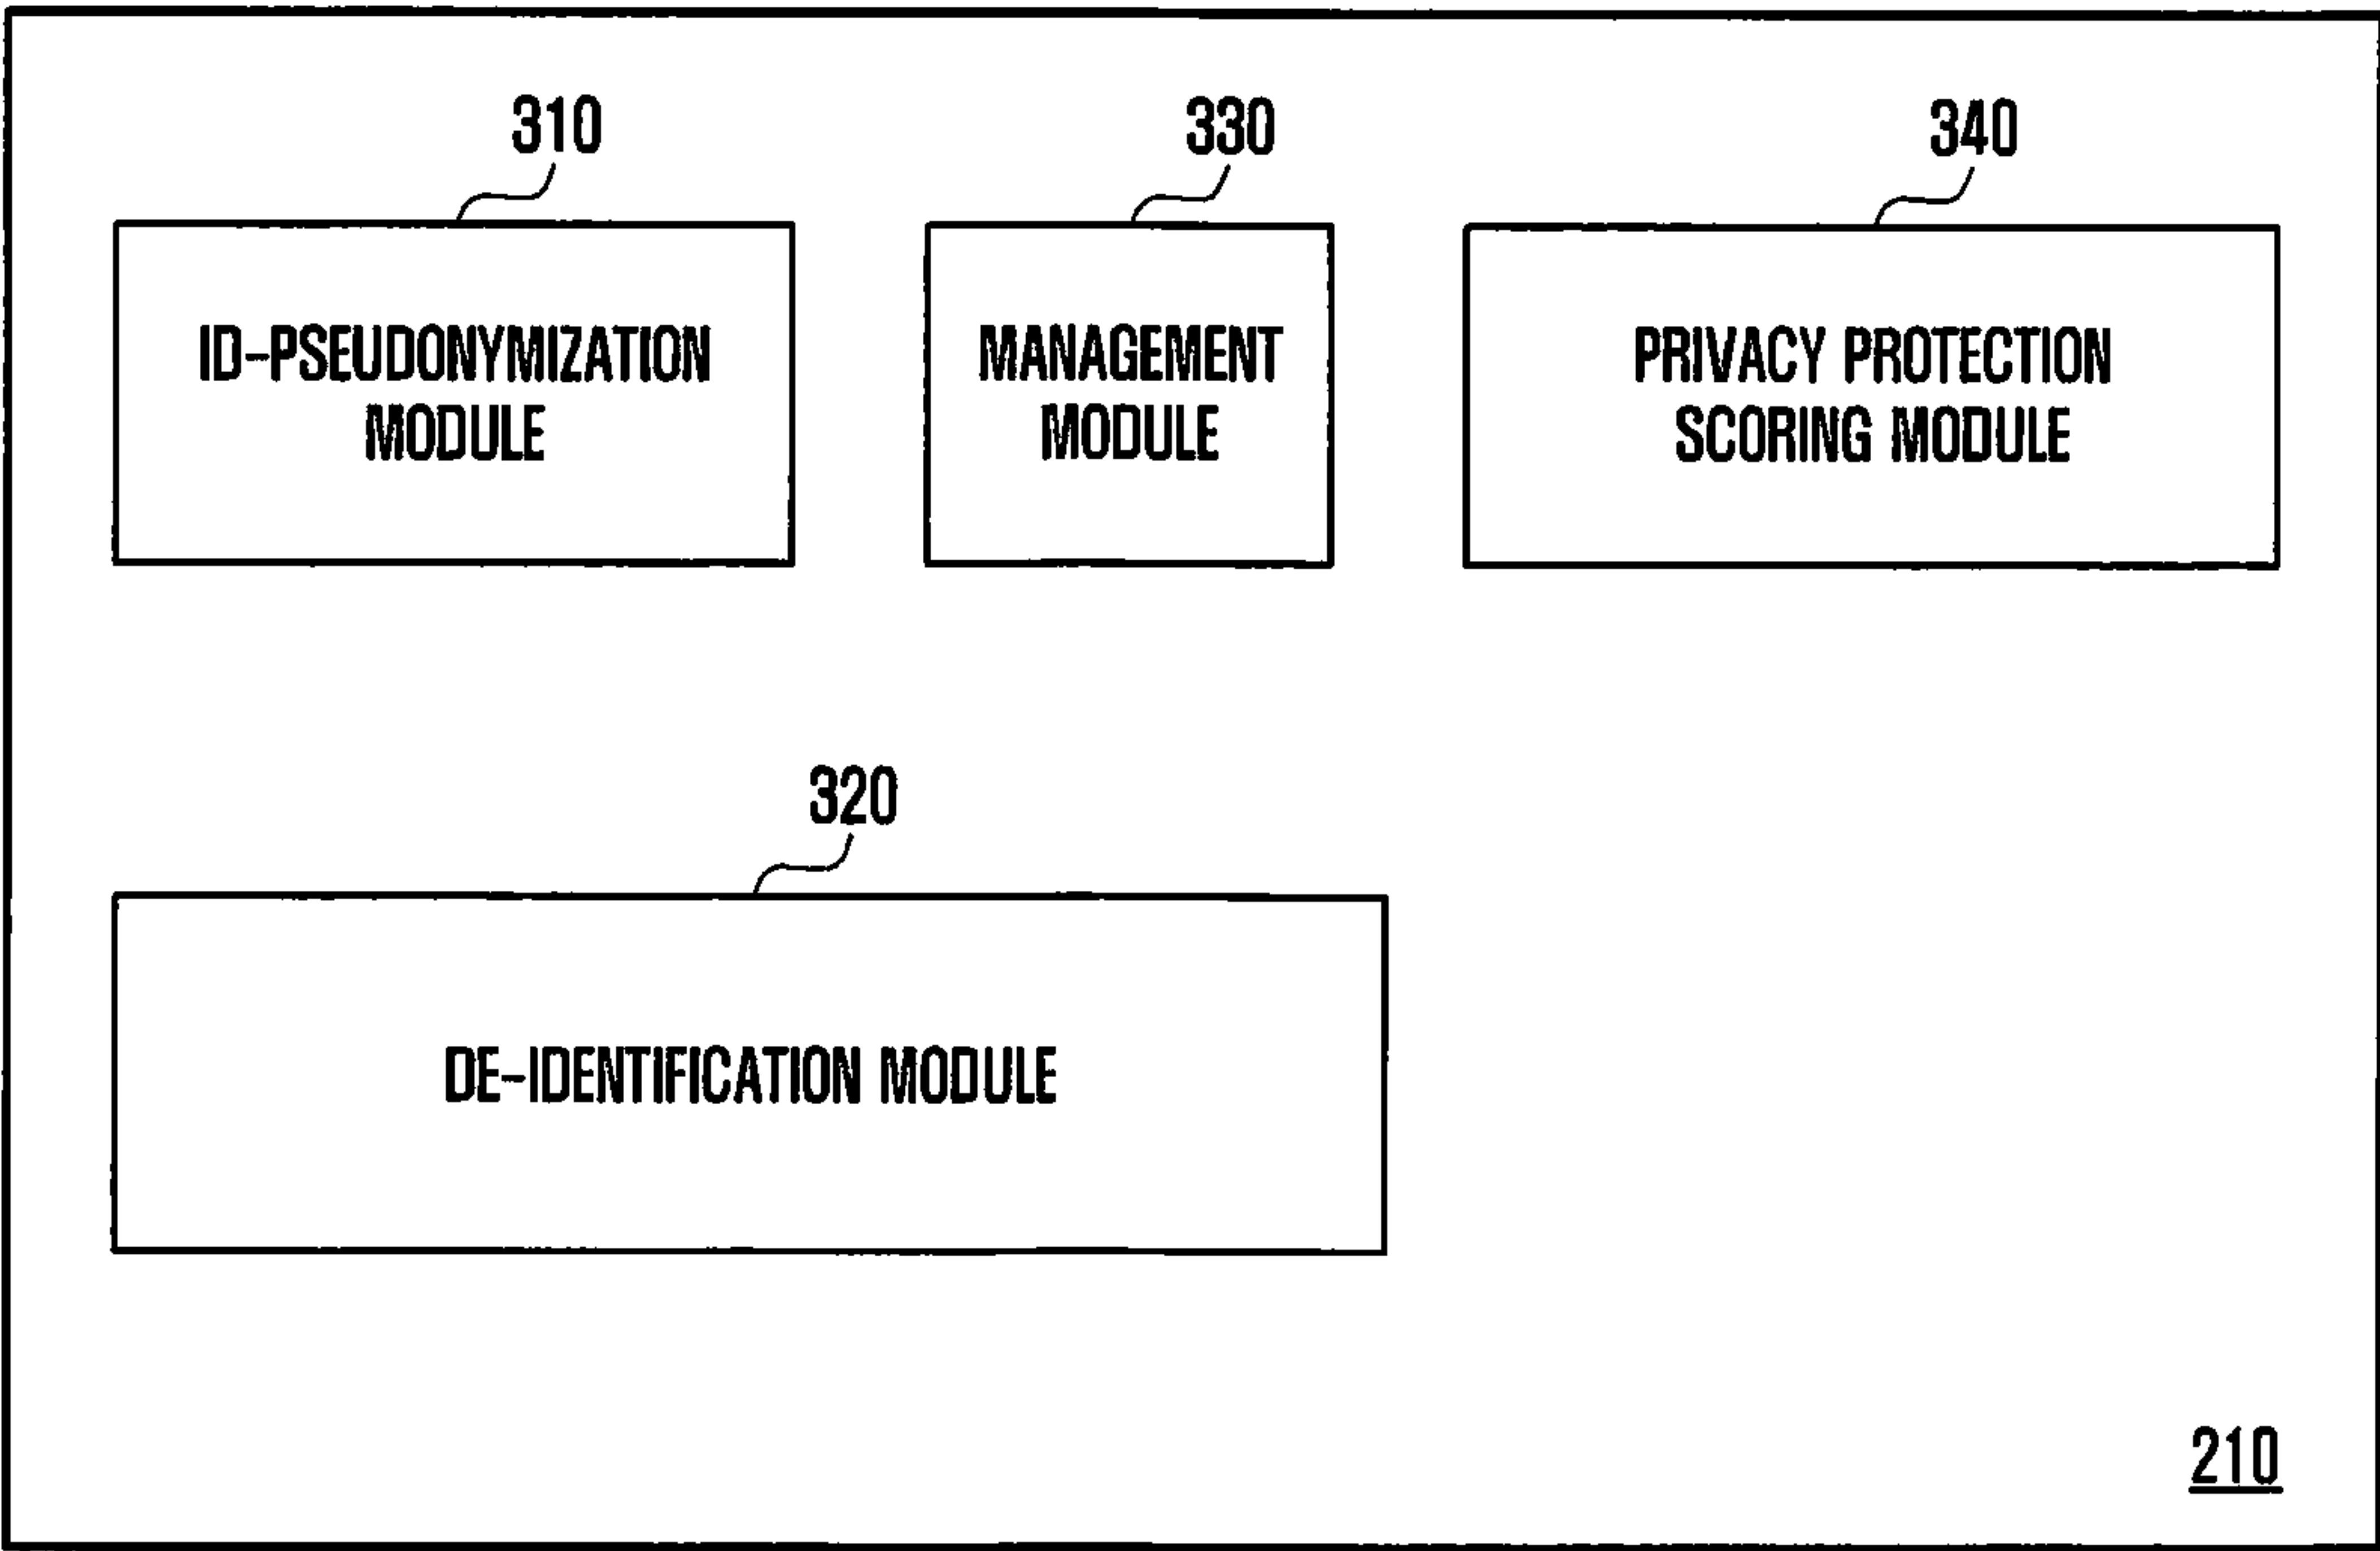 310
330
340
ID-PSEUDONYMIZATION
MODULE
MANAGEMENT
MODULE
PRIVACY PROTECTION
SCORING MODULE
320
DE-IDENTIFICATION MODULE
210